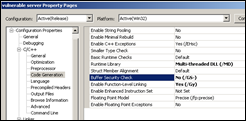 vulnerable server Property Pages
Configuration: Active(Release)
Platform: Active(Win32)
Configuration Properties
General
Debugging
C/C++
General
Optimization
Preprocessor
Code Generation
Language
Precompiled Headers
Output Files
Browse Information
Advanced
Command Line
Linker
Enable String Pooling No
Enable Minimal Rebuild No
Enable C++ Exceptions Yes (/EHsc)
Smaller Type Check No
Basic Runtime Checks Default
Runtime Library Multi-threaded DLL (/MD)
Struct Member Alignment Default
Buffer Security Check No (/GS-)
Enable Function-Level Linking Yes (/Gy)
Enable Enhanced Instruction Set Not Set
Floating Point Model Precise (/fp:precise)
Enable Floating Point Exceptions No